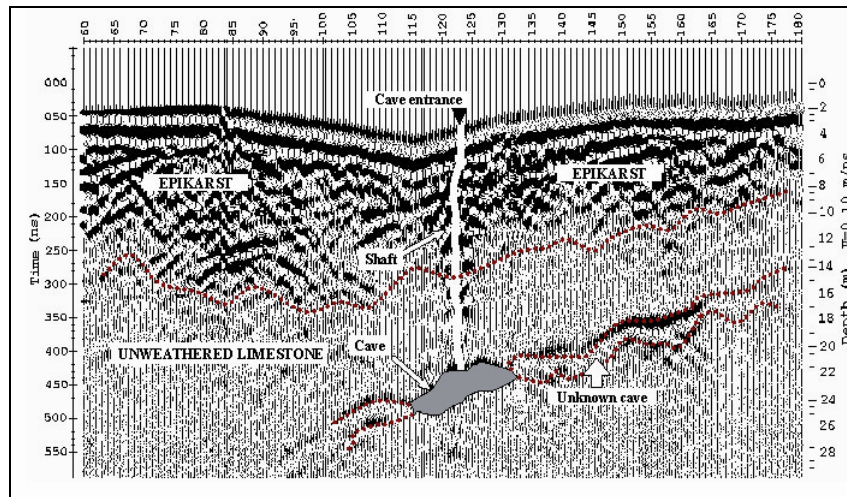 60 65 70 75 80 85 90 95 100 105 110 115 120 125 130 135 140 145 150 155 160 165 170 175 180
000
050
100
150
200
250
300
350
400
450
500
550
Time (ns)
Cave entrance
EPIKARST
EPIKARST
Shaft
UNWEATHERED LIMESTONE
Cave
Unknown cave
0
2
4
6
8
10
12
14
16
18
20
22
24
26
28
Depth (m) V=0.10 m/ns